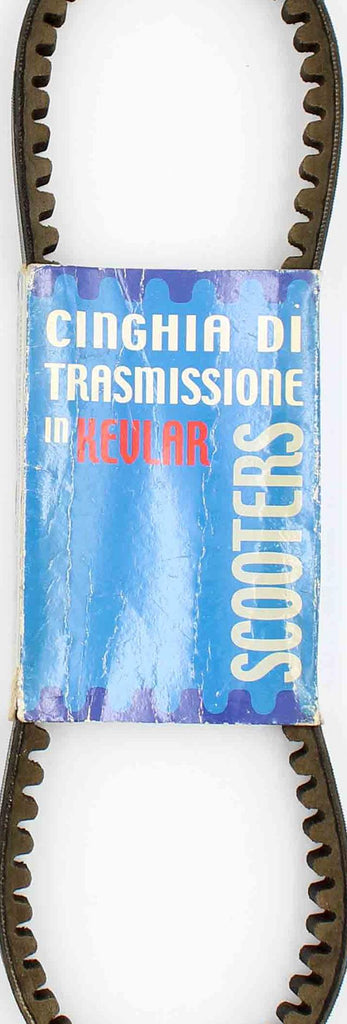 CINGHIA DI
TRASMISSIONE
in KEVLAR
SCOOTERS